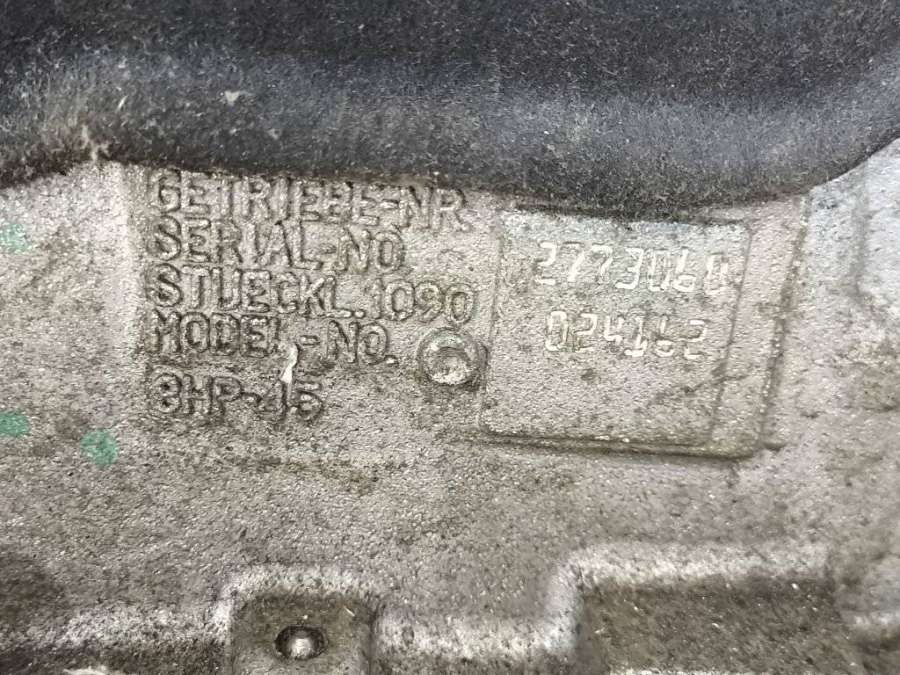 GETRIEBE-NR.
SERIAL-NO.
STUECKL. 1090
MODEL-NO.
8HP-45
2773060
024162